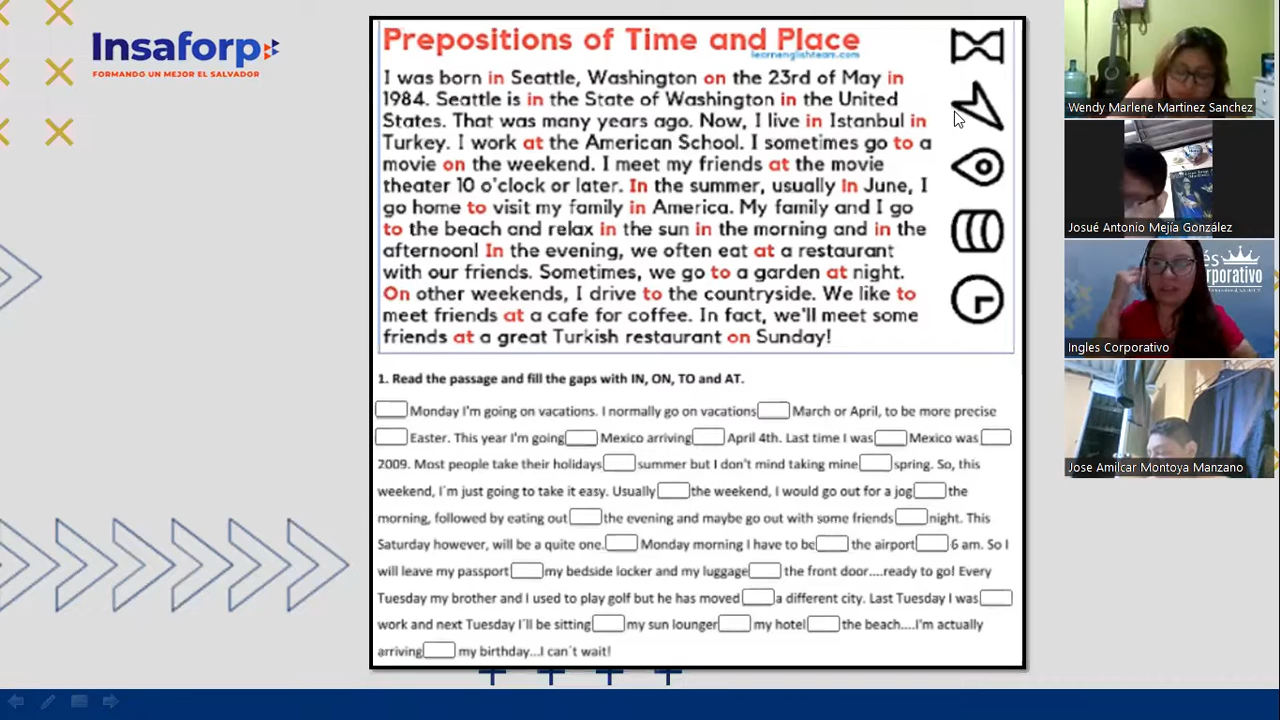 Insaforp
FORMANDO UN MEJOR EL SALVADOR
Prepositions of Time and Place
learnenglishteam.com
I was born in Seattle, Washington on the 23rd of May in
1984. Seattle is in the State of Washington in the United
States. That was many years ago. Now, I live in Istanbul in
Turkey. I work at the American School. I sometimes go to a
movie on the weekend. I meet my friends at the movie
theater 10 o'clock or later. In the summer, usually In June, I
go home to visit my family in America. My family and I go
to the beach and relax in the sun in the morning and in the
afternoon! In the evening, we often eat at a restaurant
with our friends. Sometimes, we go to a garden at night.
On other weekends, I drive to the countryside. We like to
meet friends at a cafe for coffee. In fact, we'll meet some
friends at a great Turkish restaurant on Sunday!
1. Read the passage and fill the gaps with IN, ON, TO and AT.
Monday I'm going on vacations. I normally go on vacations March or April, to be more precise
Easter. This year I'm going Mexico arriving April 4th. Last time I was Mexico was
2009. Most people take their holidays summer but I don't mind taking mine spring. So, this
weekend, I´m just going to take it easy. Usually the weekend, I would go out for a jog the
morning, followed by eating out the evening and maybe go out with some friends night. This
Saturday however, will be a quite one. Monday morning I have to be the airport 6 am. So I
will leave my passport my bedside locker and my luggage the front door....ready to go! Every
Tuesday my brother and I used to play golf but he has moved a different city. Last Tuesday I was
work and next Tuesday I´ll be sitting my sun lounger my hotel the beach....I'm actually
arriving my birthday...I can´t wait!
Wendy Marlene Martinez Sanchez
Josué Antonio Mejía González
Ingles Corporativo
Jose Amilcar Montoya Manzano